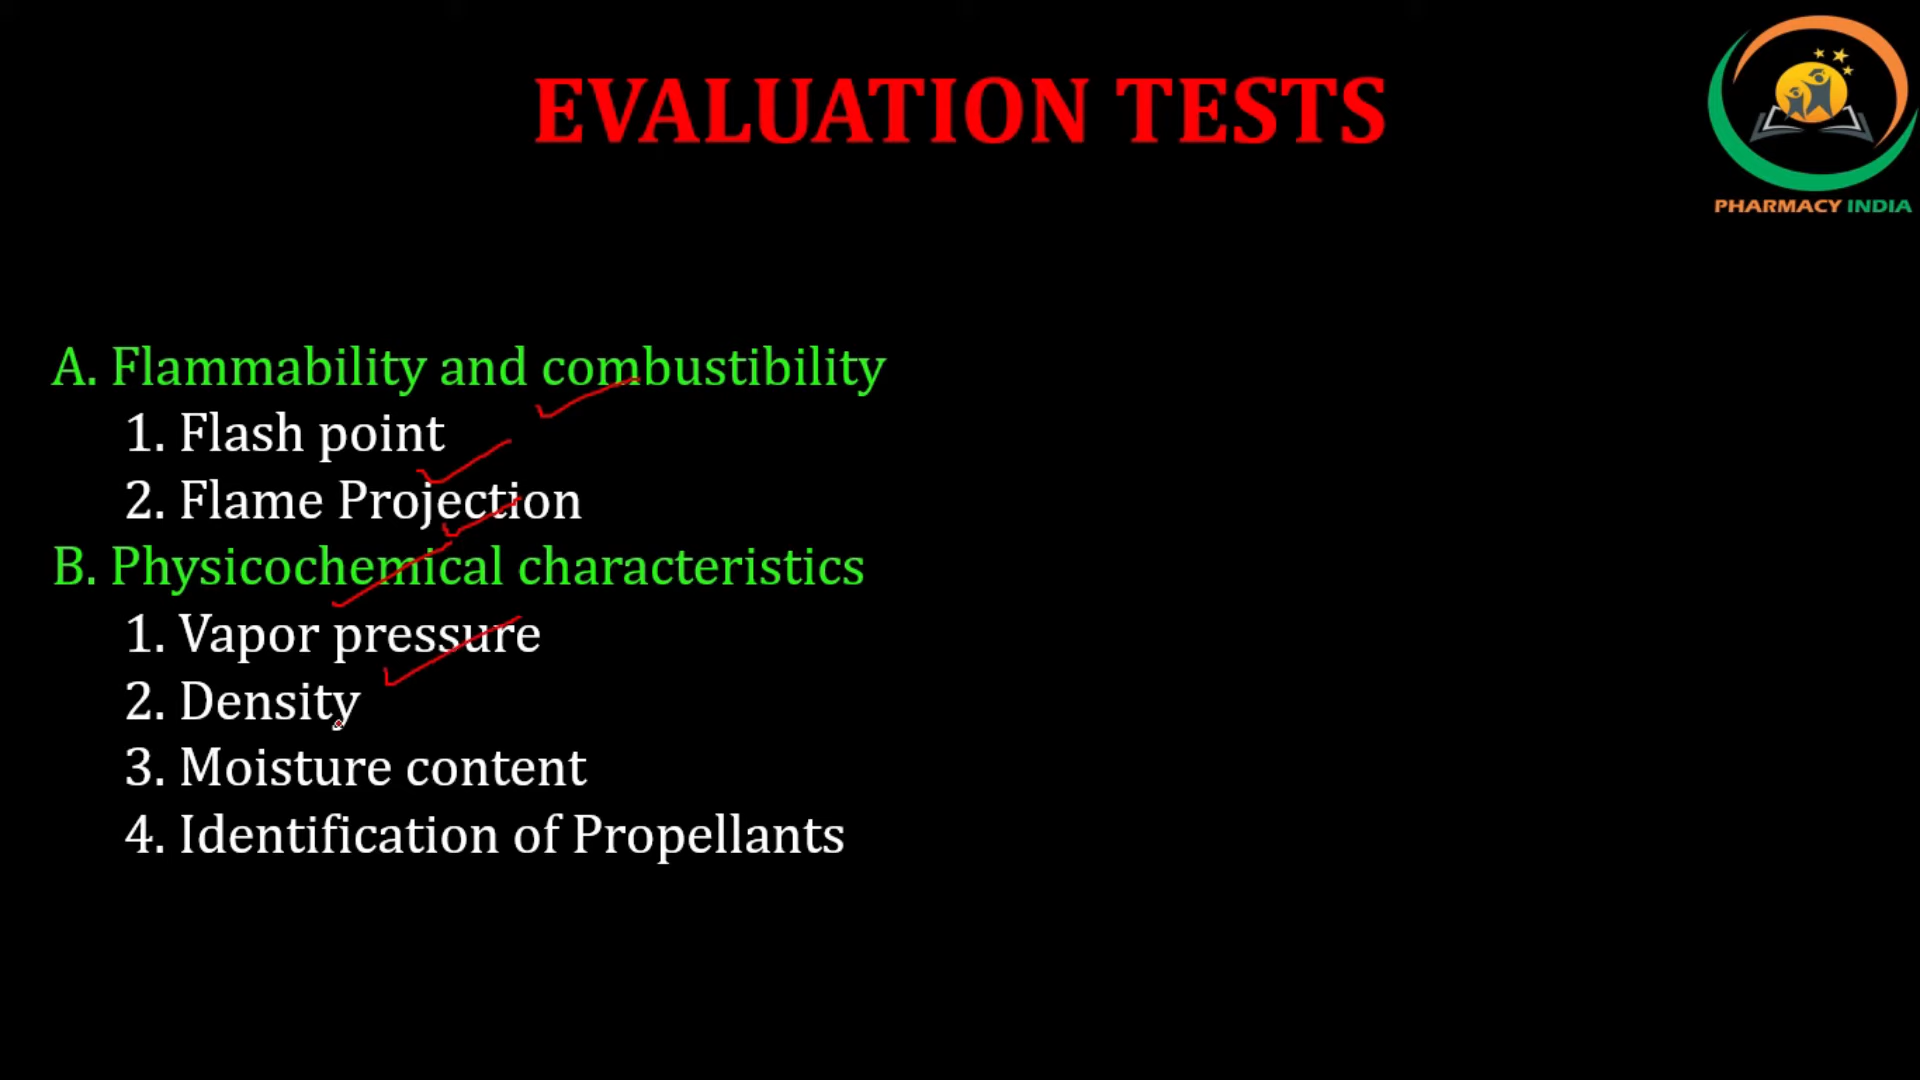 EVALUATION TESTS
PHARMACY INDIA
A. Flammability and combustibility
1. Flash point
2. Flame Projection
B. Physicochemical characteristics
1. Vapor pressure
2. Density
3. Moisture content
4. Identification of Propellants